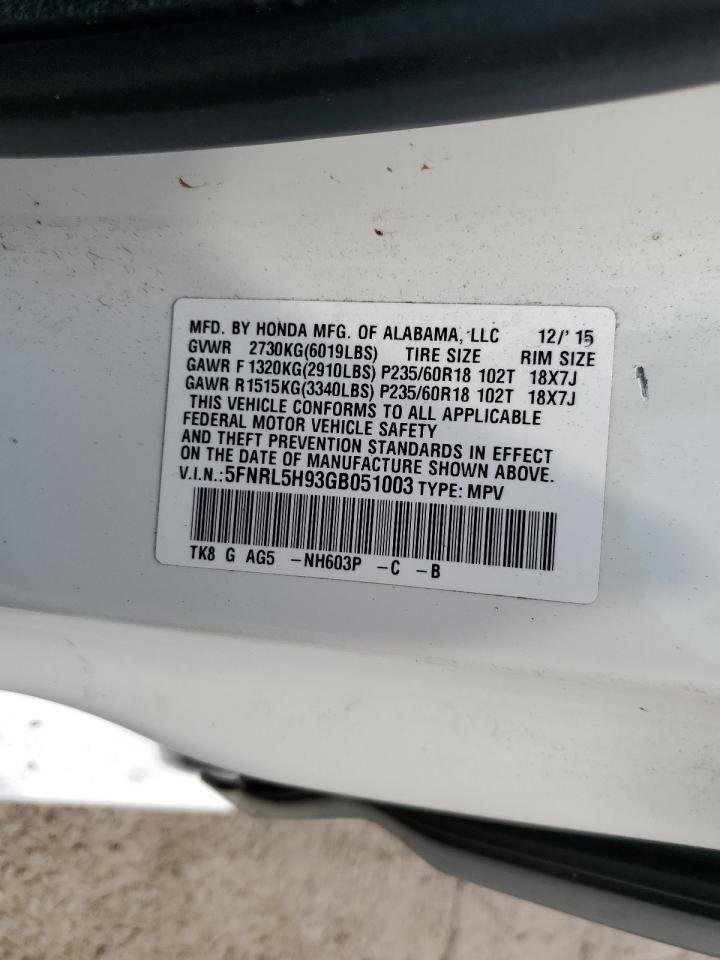 MFD. BY HONDA MFG. OF ALABAMA, LLC 12/'15
GVWR 2730KG(6019LBS) TIRE SIZE RIM SIZE
GAWR F 1320KG(2910LBS) P235/60R18 102T 18X7J
GAWR R1515KG(3340LBS) P235/60R18 102T 18X7J
THIS VEHICLE CONFORMS TO ALL APPLICABLE
FEDERAL MOTOR VEHICLE SAFETY
AND THEFT PREVENTION STANDARDS IN EFFECT
ON THE DATE OF MANUFACTURE SHOWN ABOVE.
V.I.N.:5FNRL5H93GB051003 TYPE: MPV
TK8 G AG5 -NH603P -C -B